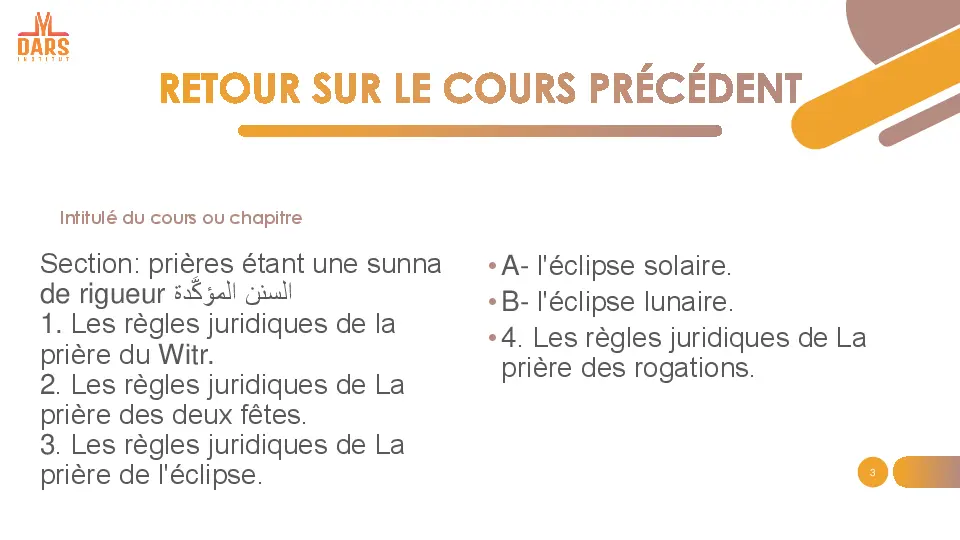 DARS
INSTITUT
RETOUR SUR LE COURS PRÉCÉDENT
Intitulé du cours ou chapitre
Section: prières étant une sunna
de rigueur السنن المؤكَّدة
1. Les règles juridiques de la
prière du Witr.
2. Les règles juridiques de La
prière des deux fêtes.
3. Les règles juridiques de La
prière de l'éclipse.
• A- l'éclipse solaire.
• B- l'éclipse lunaire.
• 4. Les règles juridiques de La
prière des rogations.
3